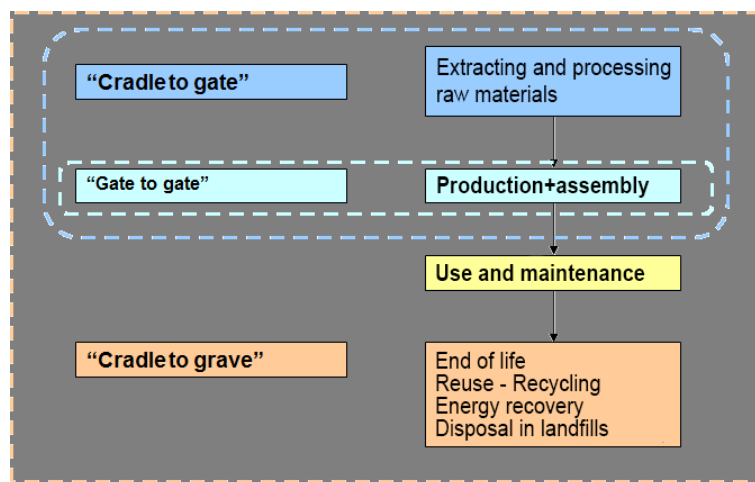 “Cradle to gate”
Extracting and processing
raw materials
“Gate to gate”
Production+assembly
Use and maintenance
“Cradle to grave”
End of life
Reuse - Recycling
Energy recovery
Disposal in landfills